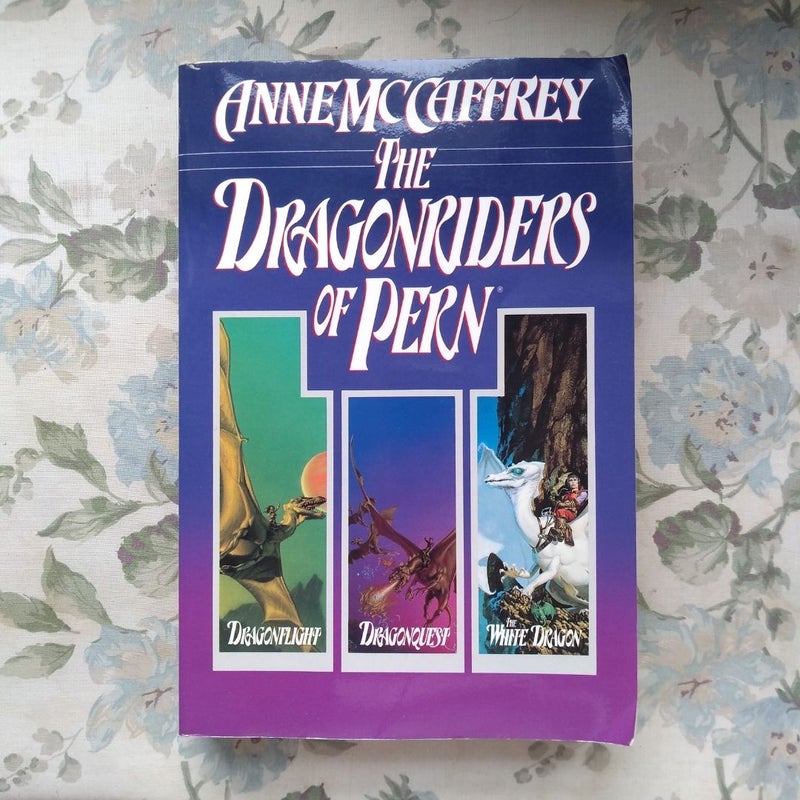 ANNE MCCAFFREY
THE
DRAGONRIDERS
OF PERN®
DRAGONFLIGHT
DRAGONQUEST
THE
WHITE DRAGON